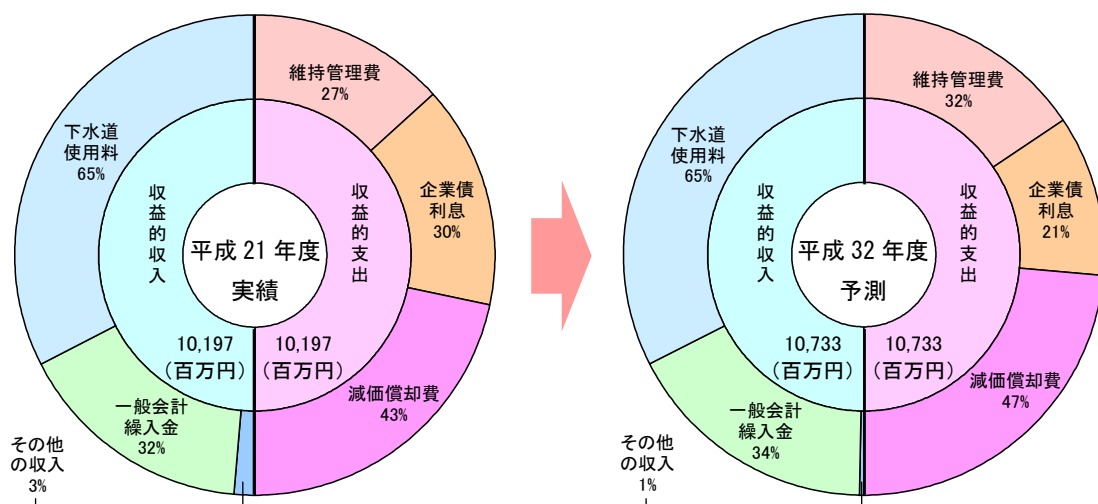 維持管理費
27%
下水道
使用料
65%
企業債
利息
30%
収益的収入
収益的支出
平成 21 年度
実績
10,197
(百万円)
10,197
(百万円)
減価償却費
43%
一般会計
繰入金
32%
その他
の収入
3%
維持管理費
32%
下水道
使用料
65%
企業債
利息
21%
収益的収入
収益的支出
平成 32 年度
予測
10,733
(百万円)
10,733
(百万円)
減価償却費
47%
一般会計
繰入金
34%
その他
の収入
1%